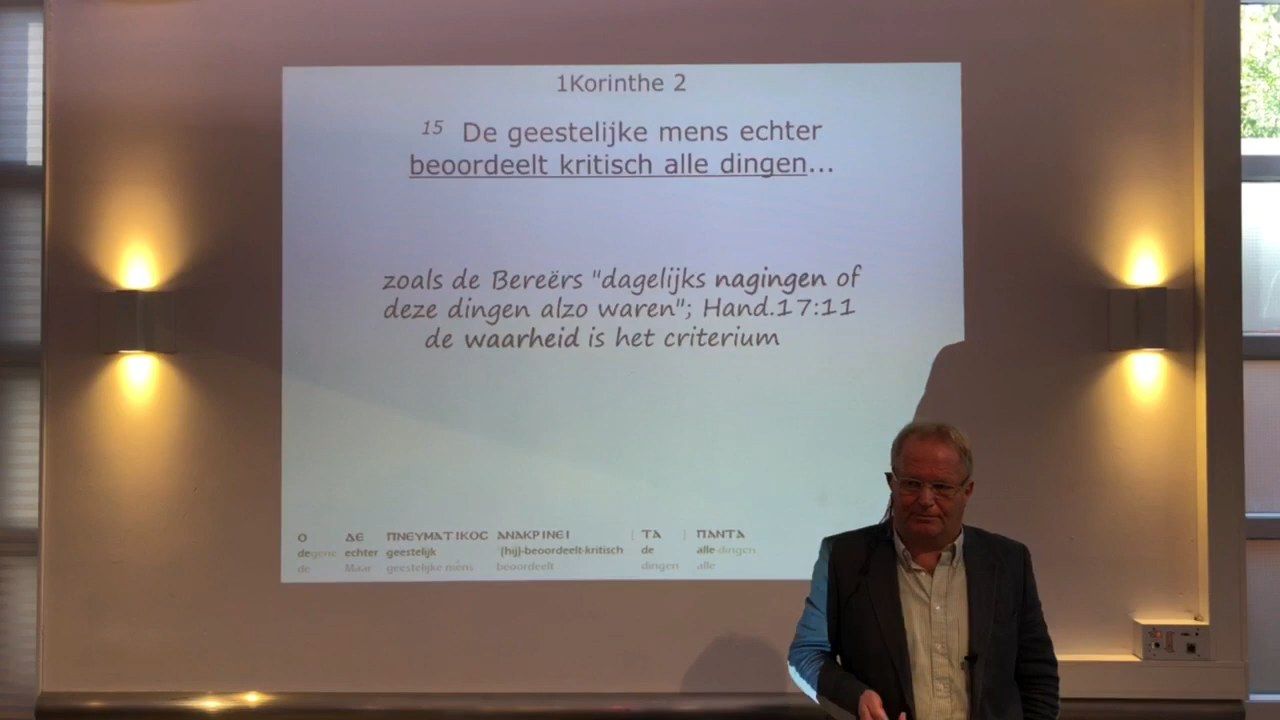 1Korinthe 2
15 De geestelijke mens echter
beoordeelt kritisch alle dingen...
zoals de Bereërs "dagelijks nagingen of
deze dingen alzo waren"; Hand.17:11
de waarheid is het criterium
Ο ΔΕ ΠΝΕΥΜΑΤΙΚΟϹ ΑΝΑΚΡΙΝΕΙ | ΤΑ | ΠΑΝΤΑ
degene echter geestelijk (hij)-beoordeelt-kritisch de alle-dingen
de Maar geestelijke mens beoordeelt dingen alle